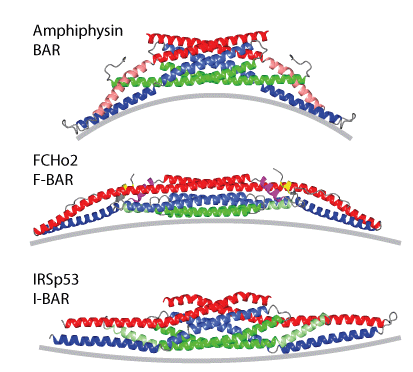 Amphiphysin
BAR
FCHo2
F-BAR
IRSp53
I-BAR